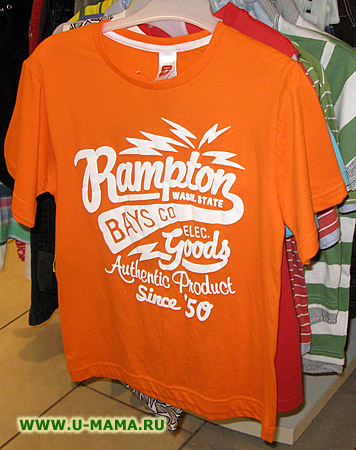 Rampton
WASH. STATE
BAYS CO
ELEC.
Goods
Authentic Product
Since '50
WWW.U-MAMA.RU